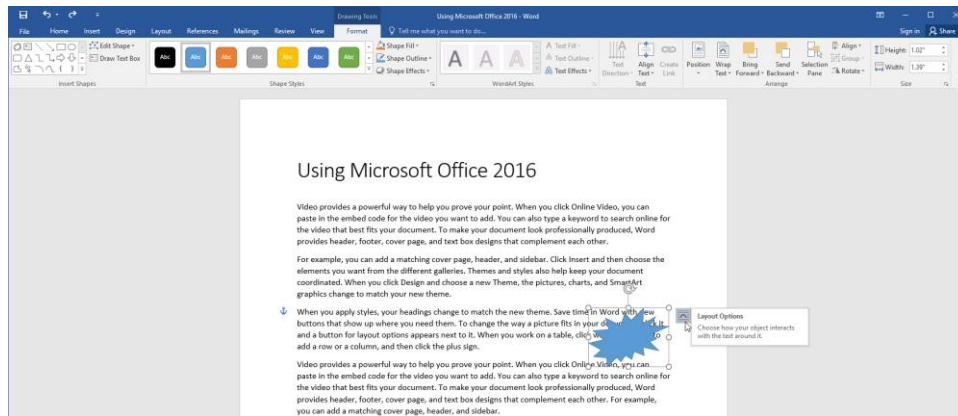 Drawing Tools
Using Microsoft Office 2016 - Word
File Home Insert Design Layout References Mailings Review View Format Tell me what you want to do... Sign in Share
Edit Shape
Draw Text Box
Insert Shapes
Abc Abc Abc Abc Abc Abc Abc
Shape Styles
Shape Fill
Shape Outline
Shape Effects
A A A
WordArt Styles
Text Fill
Text Outline
Text Effects
Text Direction
Align Text
Create Link
Text
Position
Wrap Text
Bring Forward
Send Backward
Selection Pane
Align
Group
Rotate
Arrange
Height: 1.02"
Width: 1.39"
Size
Using Microsoft Office 2016
Video provides a powerful way to help you prove your point. When you click Online Video, you can
paste in the embed code for the video you want to add. You can also type a keyword to search online for
the video that best fits your document. To make your document look professionally produced, Word
provides header, footer, cover page, and text box designs that complement each other.
For example, you can add a matching cover page, header, and sidebar. Click Insert and then choose the
elements you want from the different galleries. Themes and styles also help keep your document
coordinated. When you click Design and choose a new Theme, the pictures, charts, and SmartArt
graphics change to match your new theme.
When you apply styles, your headings change to match the new theme. Save time in Word with new
buttons that show up where you need them. To change the way a picture fits in your
and a button for layout options appears next to it. When you work on a table,
add a row or a column, and then click the plus sign.
Layout Options
Choose how your object interacts
with the text around it.
Video provides a powerful way to help you prove your point. When you click Online Video, you can
paste in the embed code for the video you want to add. You can also type a keyword to search online for
the video that best fits your document. To make your document look professionally produced, Word
provides header, footer, cover page, and text box designs that complement each other. For example,
you can add a matching cover page, header, and sidebar.